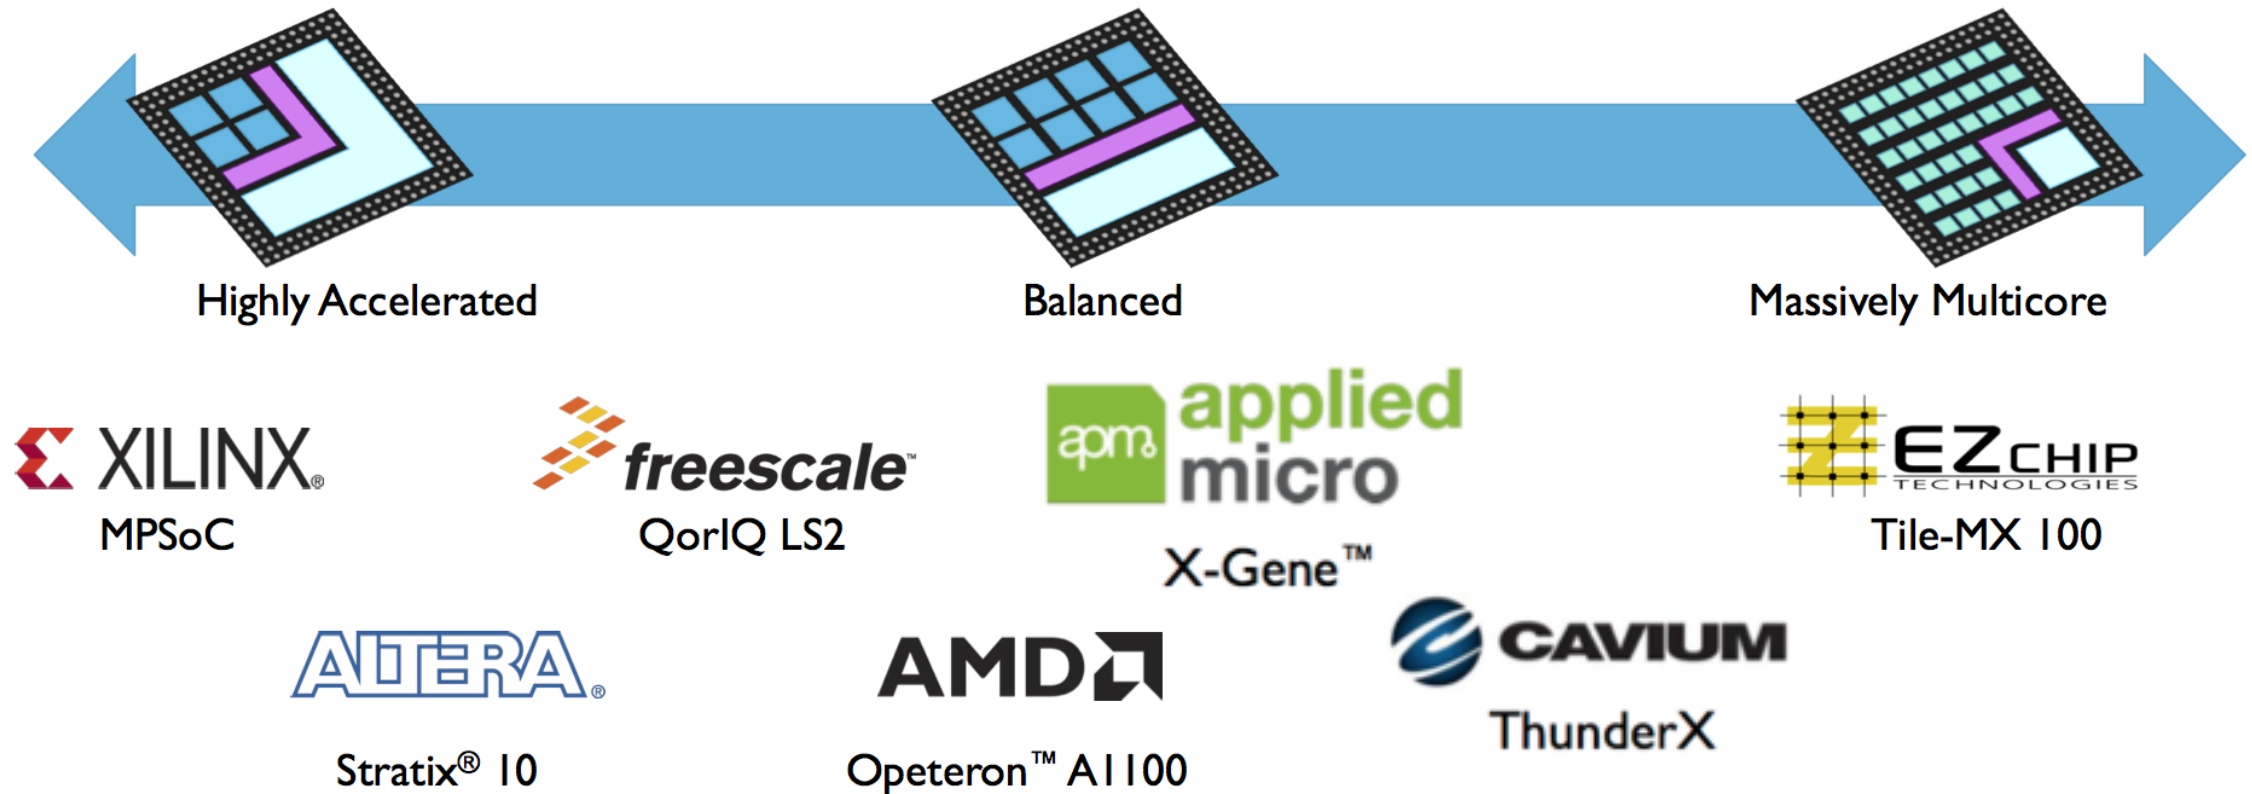 Highly Accelerated
Balanced
Massively Multicore
XILINX®
MPSoC
freescale™
QorIQ LS2
apm
applied
micro
X-Gene™
EZCHIP
TECHNOLOGIES
Tile-MX 100
ALTERA®
Stratix® 10
AMD
Opeteron™ A1100
CAVIUM
ThunderX